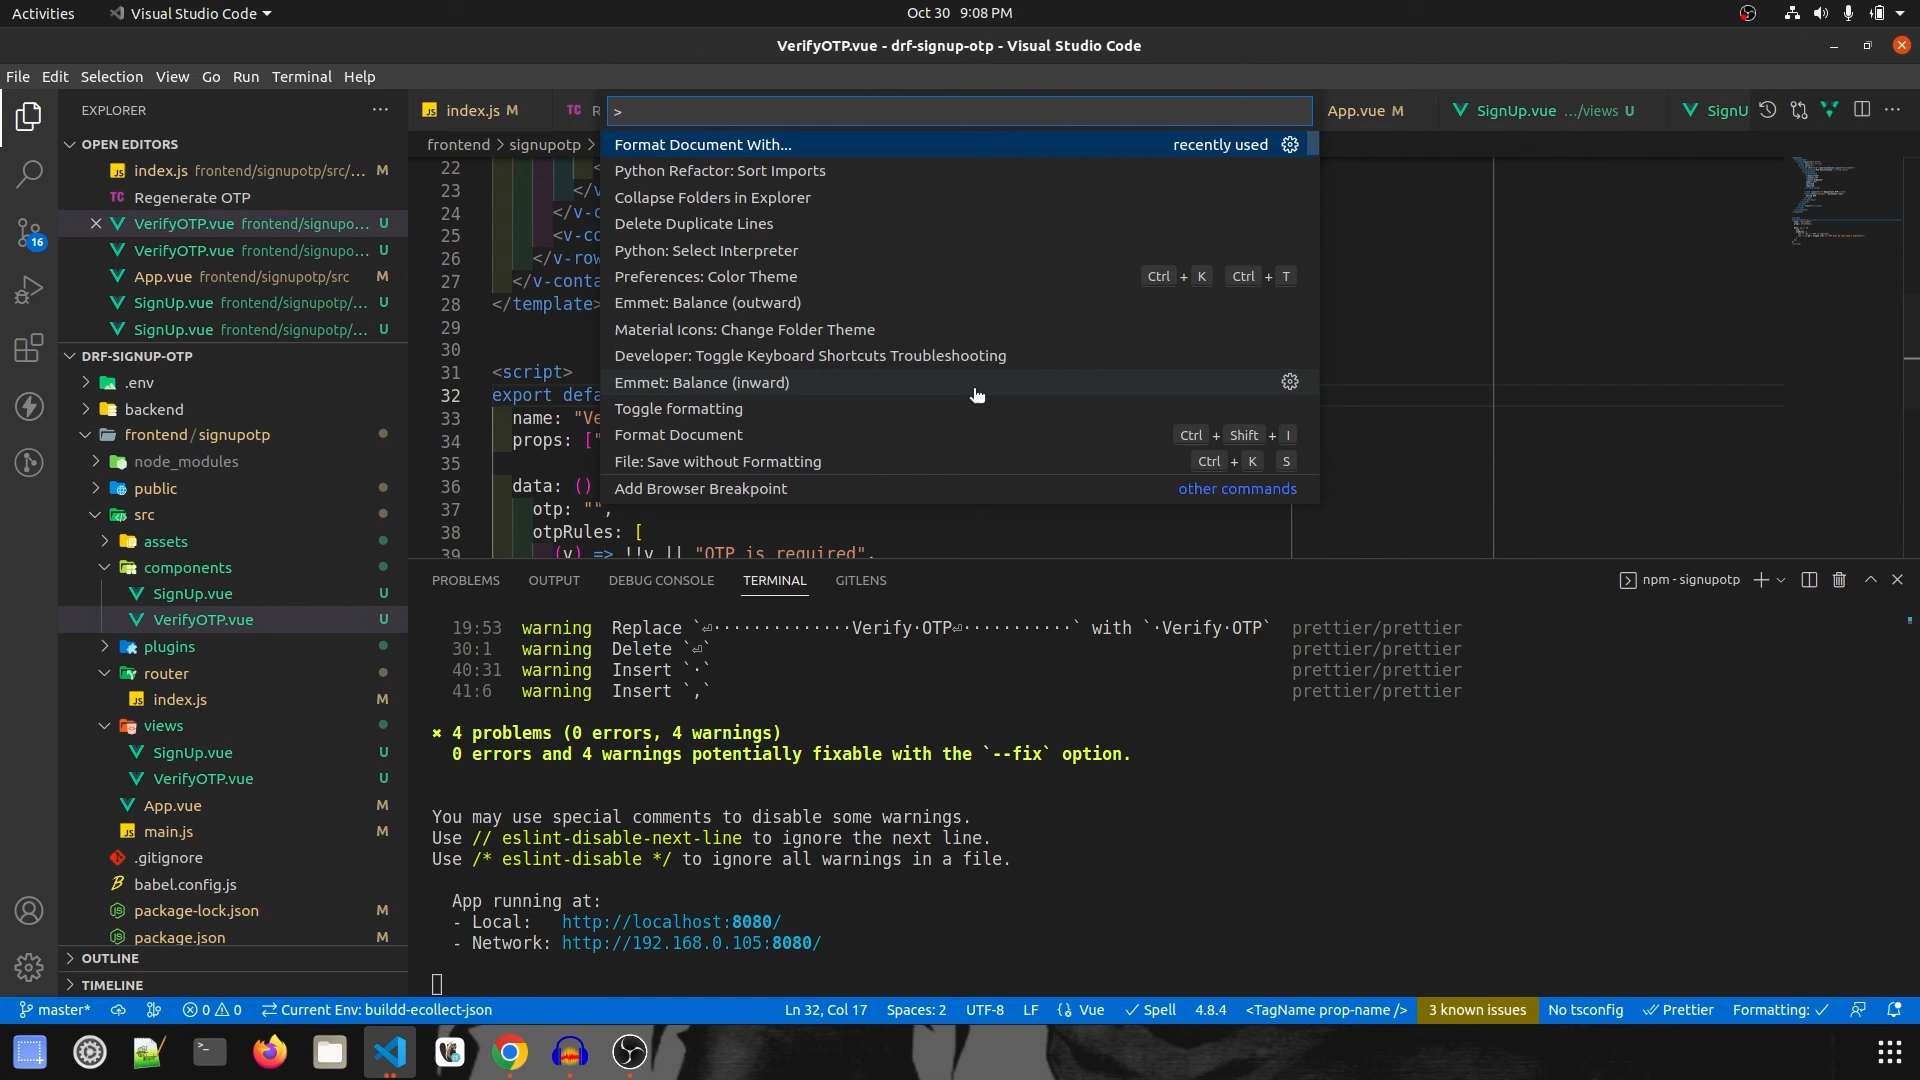 Activities Visual Studio Code Oct 30 9:08 PM
VerifyOTP.vue - drf-signup-otp - Visual Studio Code
File Edit Selection View Go Run Terminal Help
EXPLORER
OPEN EDITORS
index.js frontend/signupotp/src/... M
Regenerate OTP
VerifyOTP.vue frontend/signupo... U
VerifyOTP.vue frontend/signupo... U
App.vue frontend/signupotp/src M
SignUp.vue frontend/signupotp/... U
SignUp.vue frontend/signupotp/... U
DRF-SIGNUP-OTP
.env
backend
frontend / signupotp
node_modules
public
src
assets
components
SignUp.vue U
VerifyOTP.vue U
plugins
router
index.js M
views
SignUp.vue U
VerifyOTP.vue U
App.vue M
main.js M
.gitignore
babel.config.js
package-lock.json M
package.json M
OUTLINE
TIMELINE
16
index.js M
TC R
App.vue M
SignUp.vue .../views U
SignU
frontend > signupotp >
>
Format Document With... recently used
Python Refactor: Sort Imports
Collapse Folders in Explorer
Delete Duplicate Lines
Python: Select Interpreter
Preferences: Color Theme Ctrl + K Ctrl + T
Emmet: Balance (outward)
Material Icons: Change Folder Theme
Developer: Toggle Keyboard Shortcuts Troubleshooting
Emmet: Balance (inward)
Toggle formatting
Format Document Ctrl + Shift + I
File: Save without Formatting Ctrl + K S
Add Browser Breakpoint other commands
22 <
23 </v
24 </v-c
25 <v-co
26 </v-row
27 </v-conta
28 </template>
29
30
31 <script>
32 export defa
33 name: "Ve
34 props: ["
35
36 data: ()
37 otp: "",
38 otpRules: [
39 (v) => !!v || "OTP is required",
PROBLEMS OUTPUT DEBUG CONSOLE TERMINAL GITLENS
npm - signupotp
19:53 warning Replace `⏎··············Verify·OTP⏎···········` with `·Verify·OTP` prettier/prettier
30:1 warning Delete `⏎` prettier/prettier
40:31 warning Insert `·` prettier/prettier
41:6 warning Insert `,` prettier/prettier
✖ 4 problems (0 errors, 4 warnings)
0 errors and 4 warnings potentially fixable with the `--fix` option.
You may use special comments to disable some warnings.
Use // eslint-disable-next-line to ignore the next line.
Use /* eslint-disable */ to ignore all warnings in a file.
App running at:
- Local: http://localhost:8080/
- Network: http://192.168.0.105:8080/
master* 0 0 Current Env: buildd-ecollect-json Ln 32, Col 17 Spaces: 2 UTF-8 LF {} Vue Spell 4.8.4 <TagName prop-name /> 3 known issues No tsconfig Prettier Formatting: ✓